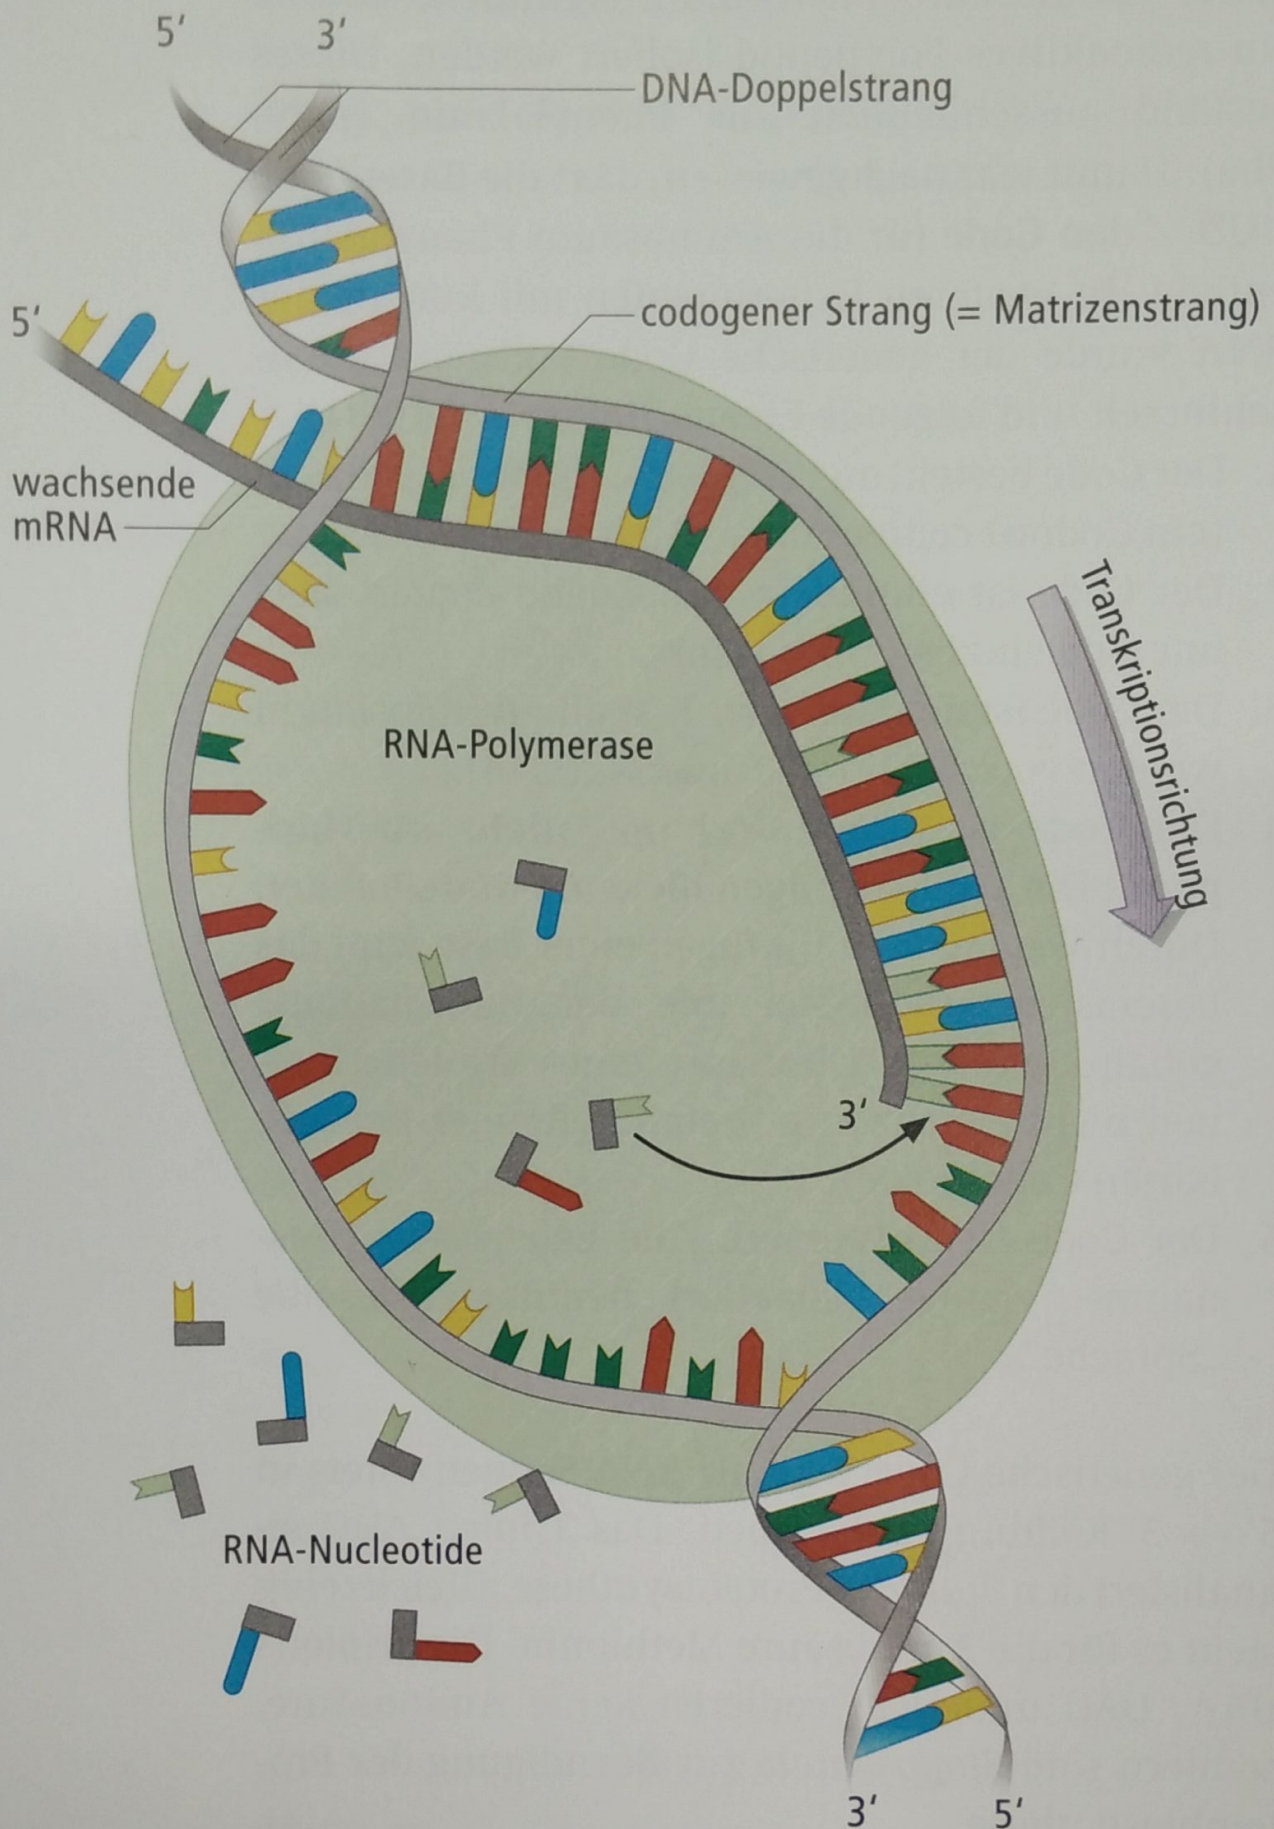 5′ 3′
DNA-Doppelstrang
5′
codogener Strang (= Matrizenstrang)
wachsende
mRNA
Transkriptionsrichtung
RNA-Polymerase
3′
RNA-Nucleotide
3′ 5′